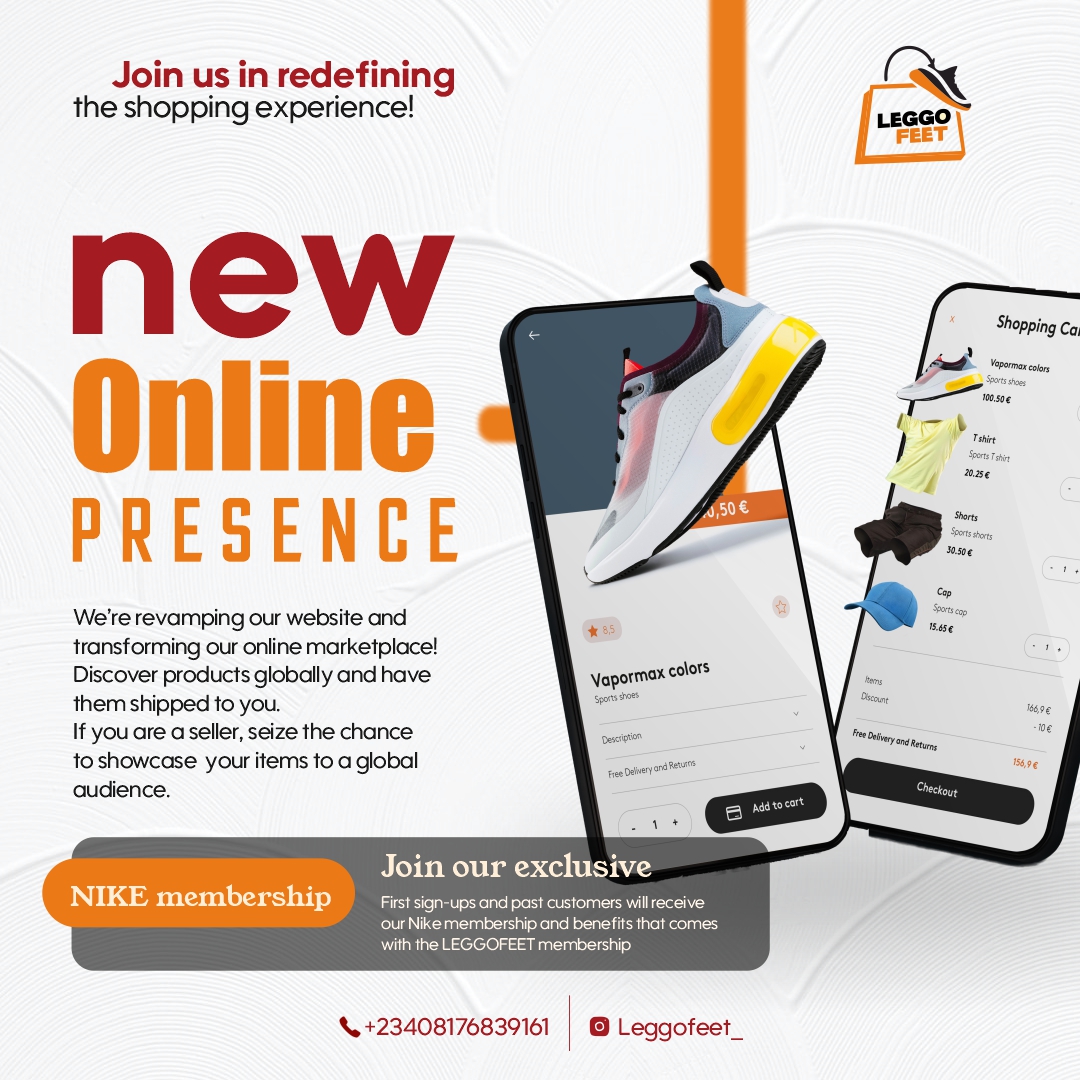 Join us in redefining
the shopping experience!
LEGGO
FEET
new
Online
PRESENCE
We're revamping our website and
transforming our online marketplace!
Discover products globally and have
them shipped to you.
If you are a seller, seize the chance
to showcase your items to a global
audience.
0,50 €
8,5
Vapormax colors
Sports shoes
Description
Free Delivery and Returns
- 1 +
Add to cart
x
Shopping Car
Vapormax colors
Sports shoes
100.50 €
T shirt
Sports T shirt
20.25 €
-
Shorts
Sports shorts
30.50 €
- 1 +
Cap
Sports cap
15.65 €
- 1 +
Items
166,9 €
Discount
- 10 €
Free Delivery and Returns
156,9 €
Checkout
NIKE membership
Join our exclusive
First sign-ups and past customers will receive
our Nike membership and benefits that comes
with the LEGGOFEET membership
+23408176839161
Leggofeet_